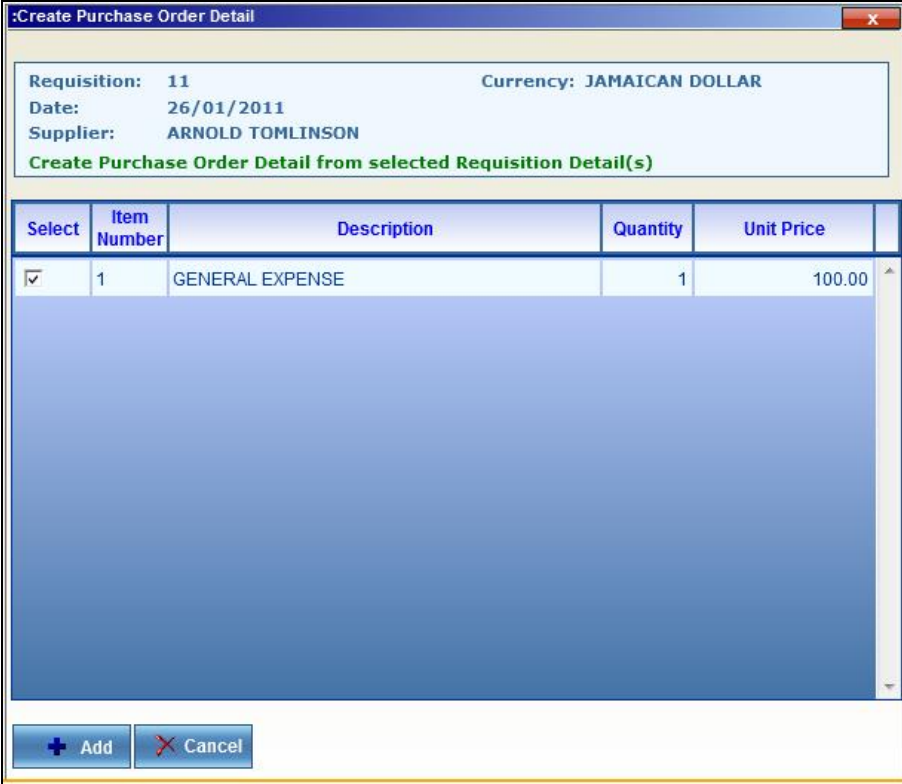 :Create Purchase Order Detail
x
Requisition: 11 Currency: JAMAICAN DOLLAR
Date: 26/01/2011
Supplier: ARNOLD TOMLINSON
Create Purchase Order Detail from selected Requisition Detail(s)
Select Item Number Description Quantity Unit Price
1 GENERAL EXPENSE 1 100.00
Add Cancel